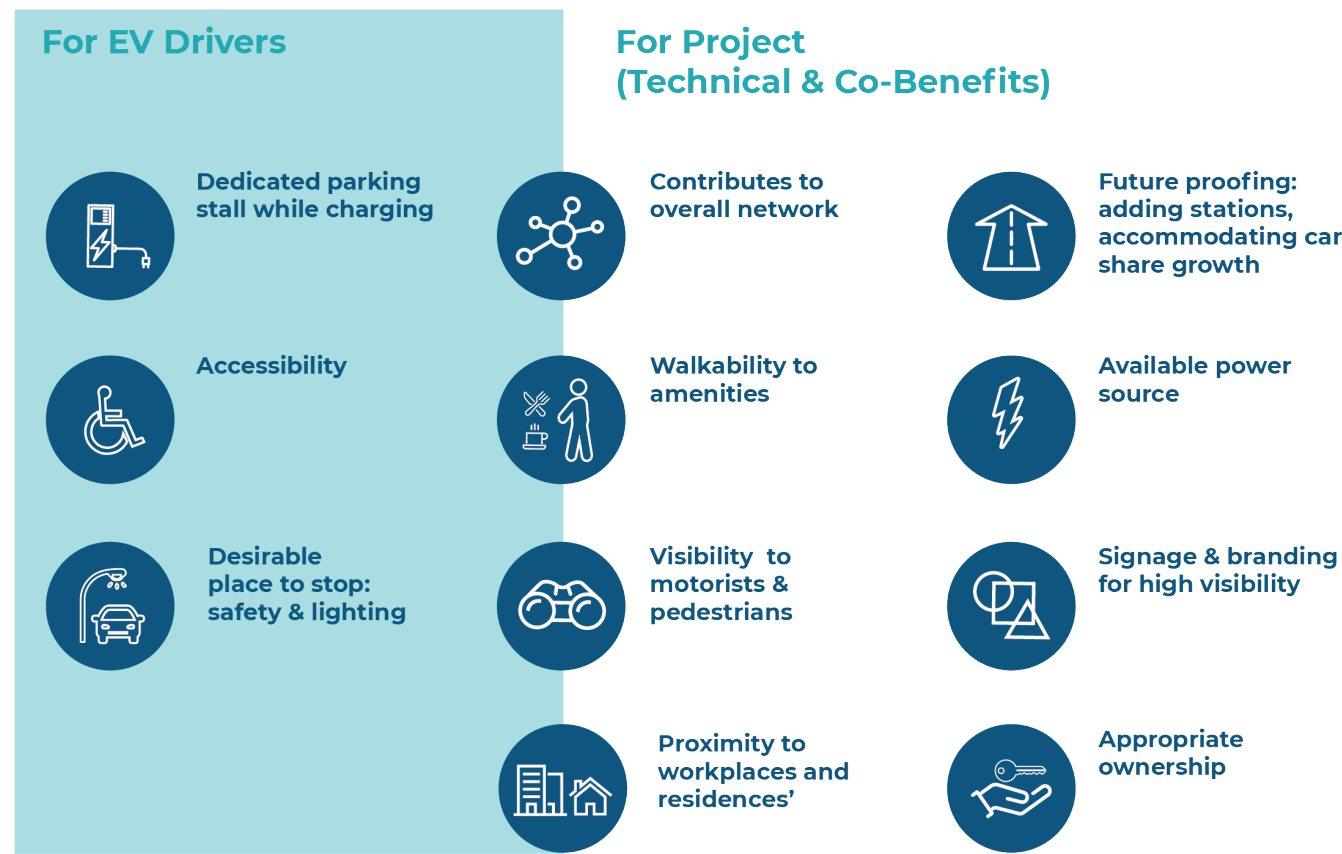 For EV Drivers
For Project
(Technical & Co-Benefits)
Dedicated parking
stall while charging
Accessibility
Desirable
place to stop:
safety & lighting
Contributes to
overall network
Walkability to
amenities
Visibility  to
motorists &
pedestrians
Proximity to
workplaces and
residences’
Future proofing:
adding stations,
accommodating car
share growth
Available power
source
Signage & branding
for high visibility
Appropriate
ownership